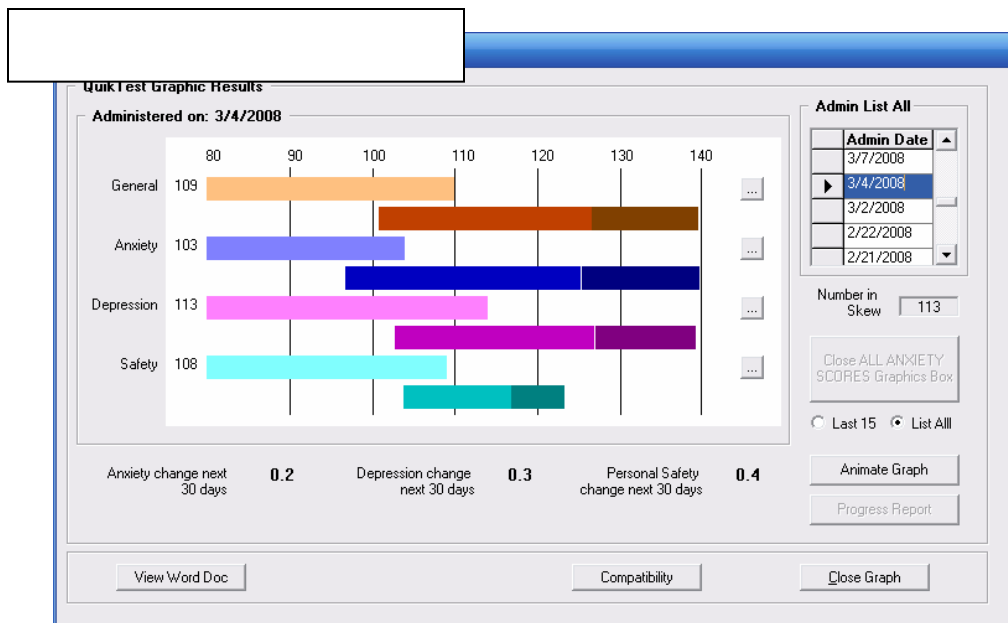 QuikTest Graphic Results
Administered on: 3/4/2008
80 90 100 110 120 130 140
General 109
...
Anxiety 103
...
Depression 113
...
Safety 108
...
Anxiety change next
30 days
0.2
Depression change
next 30 days
0.3
Personal Safety
change next 30 days
0.4
Admin List All
Admin Date
3/7/2008
3/4/2008
3/2/2008
2/22/2008
2/21/2008
Number in
Skew
113
Close ALL ANXIETY
SCORES Graphics Box
Last 15 List Alll
Animate Graph
Progress Report
View Word Doc
Compatibility
Close Graph